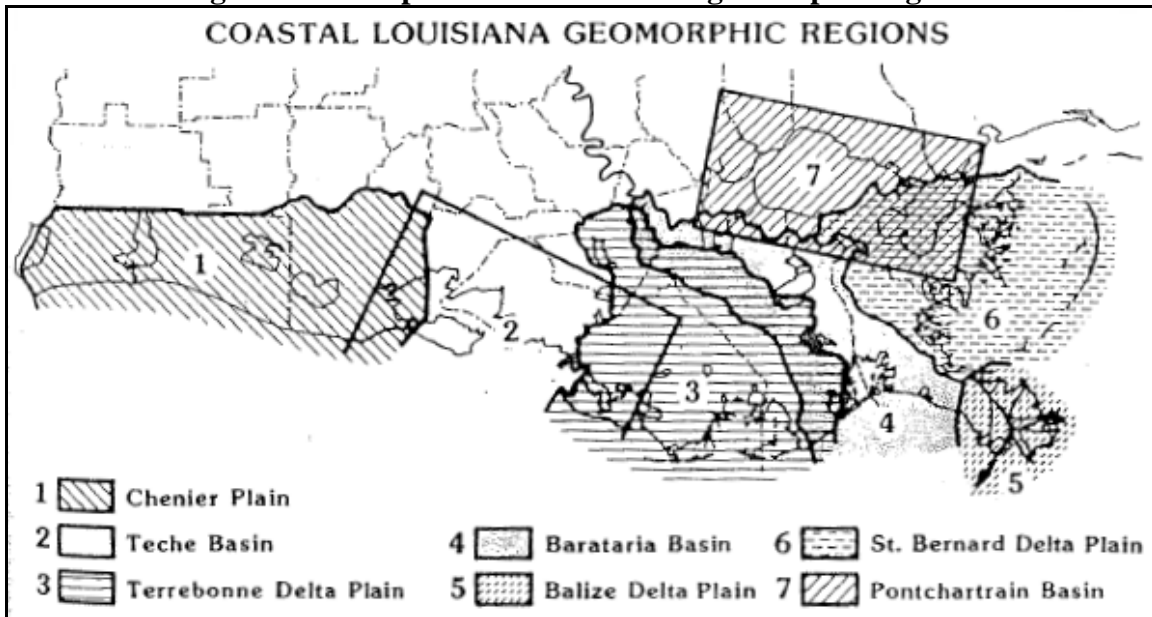 COASTAL LOUISIANA GEOMORPHIC REGIONS
7
1
2
6
3
4
5
1 Chenier Plain
2 Teche Basin
3 Terrebonne Delta Plain
4 Barataria Basin
5 Balize Delta Plain
6 St. Bernard Delta Plain
7 Pontchartrain Basin